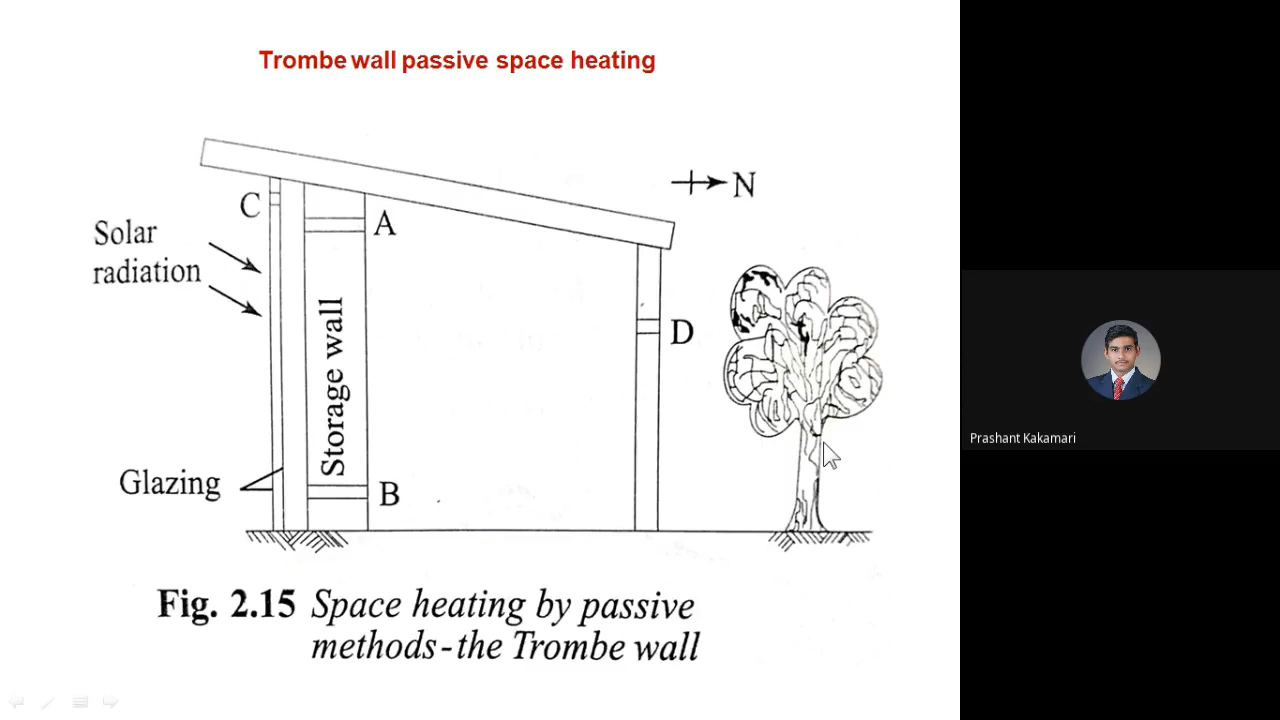 Trombe wall passive space heating
N
C
A
Solar
radiation
Storage wall
D
Glazing
B
Fig. 2.15 Space heating by passive
methods-the Trombe wall
Prashant Kakamari